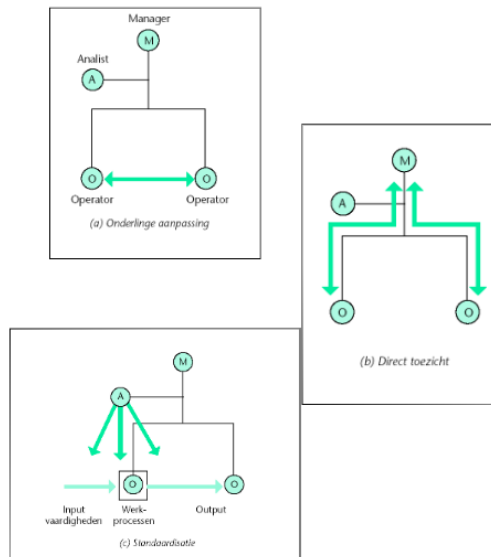 Manager
M
Analist
A
O
O
Operator
Operator
(a) Onderlinge aanpassing
M
A
O
O
(b) Direct toezicht
M
A
O
O
Input
vaardigheden
Werk-
processen
Output
(c) Standaardisatie